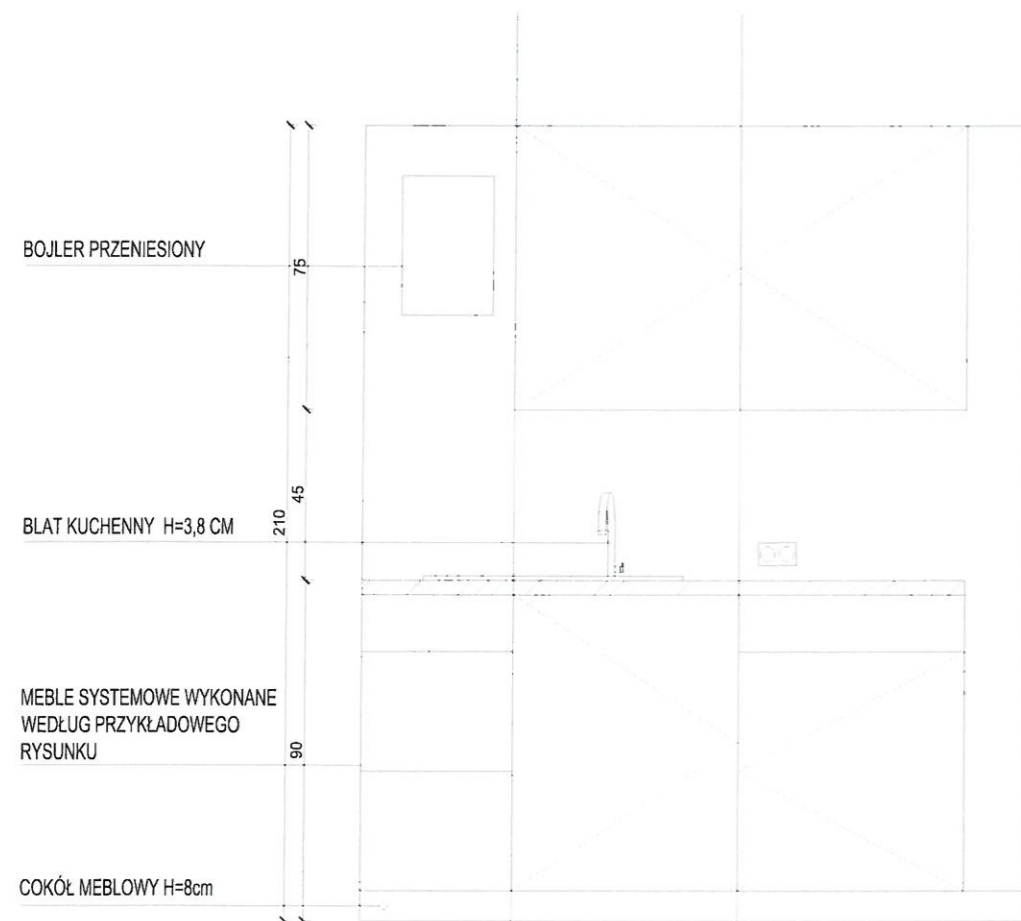 BOJLER PRZENIESIONY
75
45
210
BLAT KUCHENNY H=3,8 CM
MEBLE SYSTEMOWE WYKONANE
WEDŁUG PRZYKŁADOWEGO
RYSUNKU
90
COKÓŁ MEBLOWY H=8cm